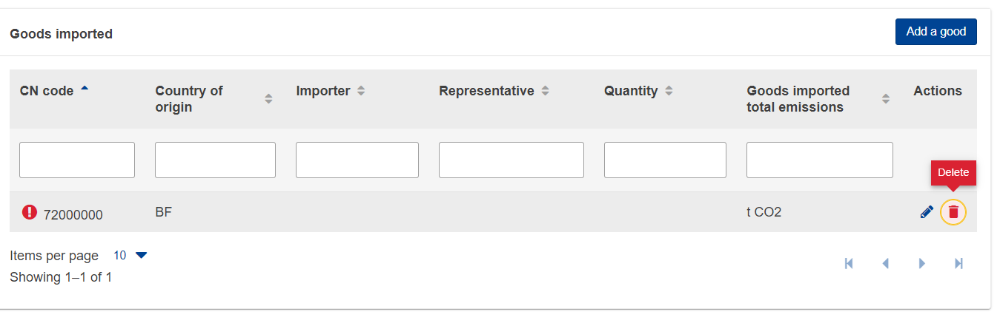 Goods imported
Add a good
CN code
Country of origin
Importer
Representative
Quantity
Goods imported total emissions
Actions
Delete
72000000
BF
t CO2
Items per page 10
Showing 1–1 of 1